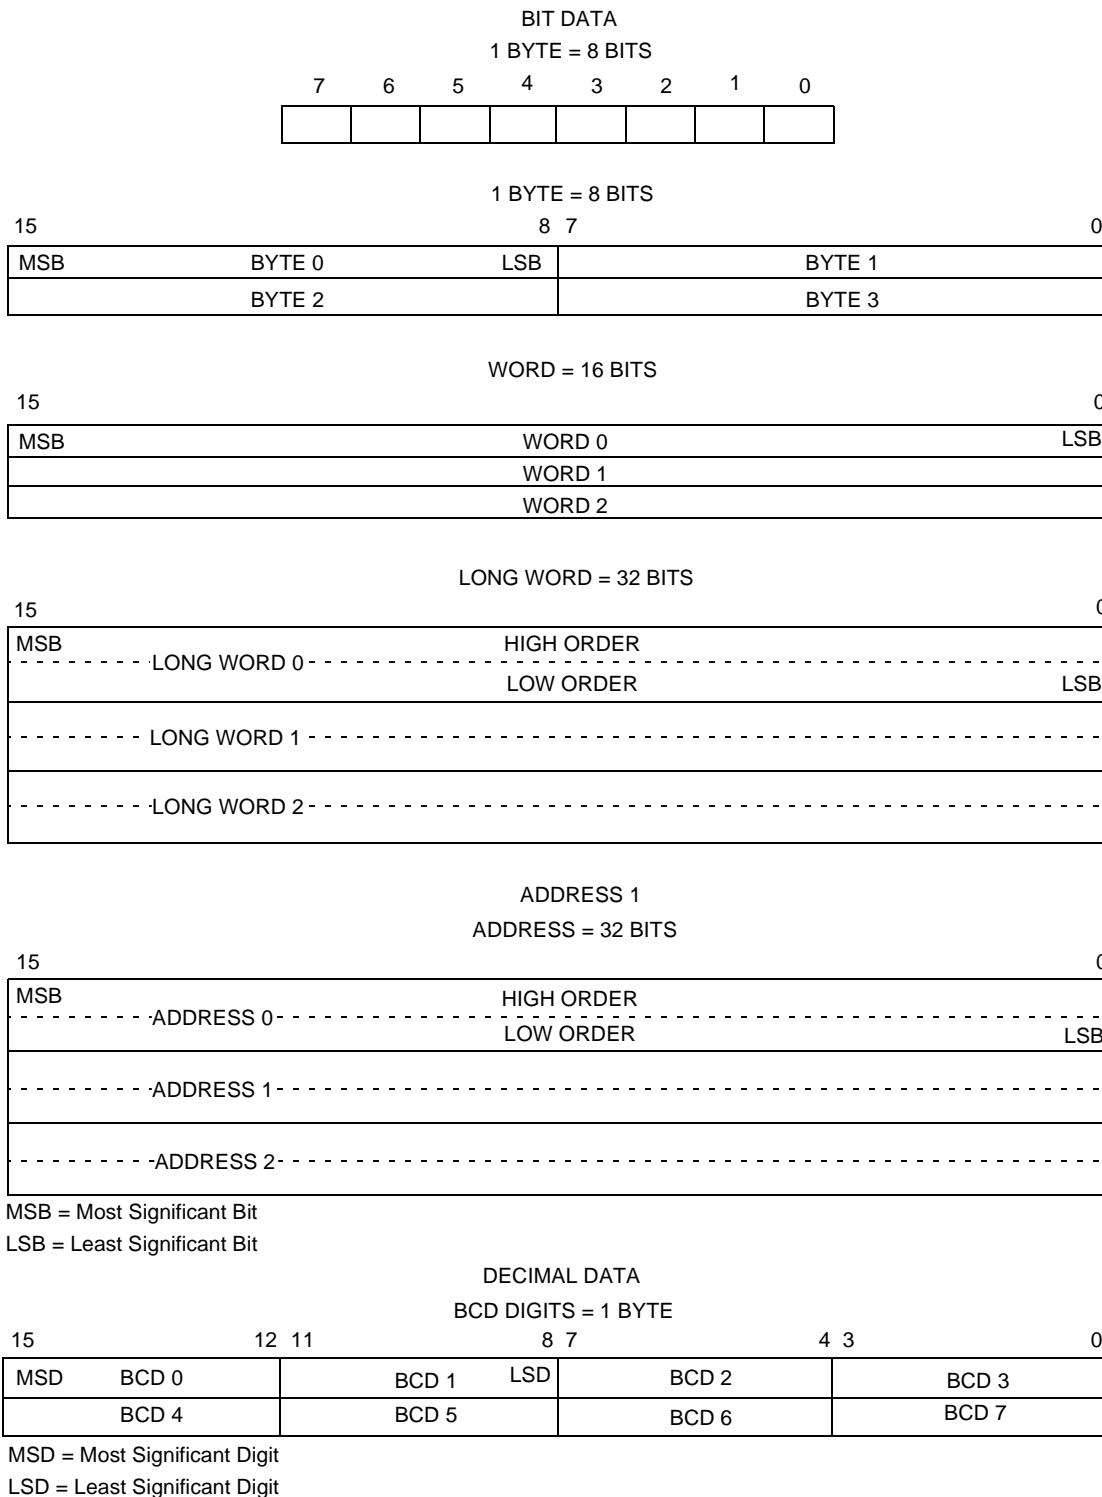 BIT DATA
1 BYTE = 8 BITS
7 6 5 4 3 2 1 0
1 BYTE = 8 BITS
15 8 7 0
MSB BYTE 0 LSB BYTE 1
BYTE 2 BYTE 3
WORD = 16 BITS
15 0
MSB WORD 0 LSB
WORD 1
WORD 2
LONG WORD = 32 BITS
15 0
MSB HIGH ORDER
LONG WORD 0
LOW ORDER LSB
LONG WORD 1
LONG WORD 2
ADDRESS 1
ADDRESS = 32 BITS
15 0
MSB HIGH ORDER
ADDRESS 0
LOW ORDER LSB
ADDRESS 1
ADDRESS 2
MSB = Most Significant Bit
LSB = Least Significant Bit
DECIMAL DATA
BCD DIGITS = 1 BYTE
15 12 11 8 7 4 3 0
MSD BCD 0 BCD 1 LSD BCD 2 BCD 3
BCD 4 BCD 5 BCD 6 BCD 7
MSD = Most Significant Digit
LSD = Least Significant Digit